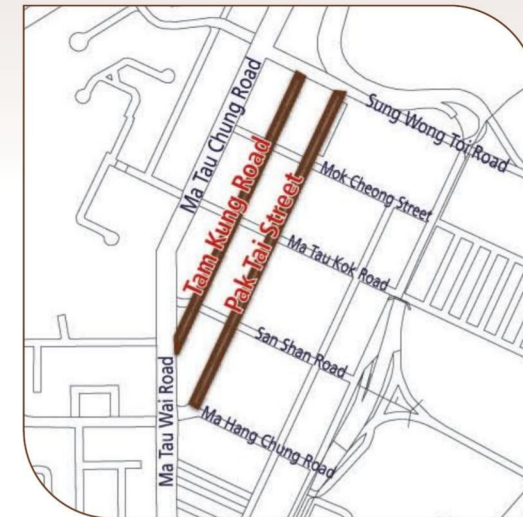 Ma Tau Chung Road
Sung Wong Toi Road
Tam Kung Road
Pak Tai Street
Mok Cheong Street
Ma Tau Kok Road
San Shan Road
Ma Tau Wai Road
Ma Hang Chung Road